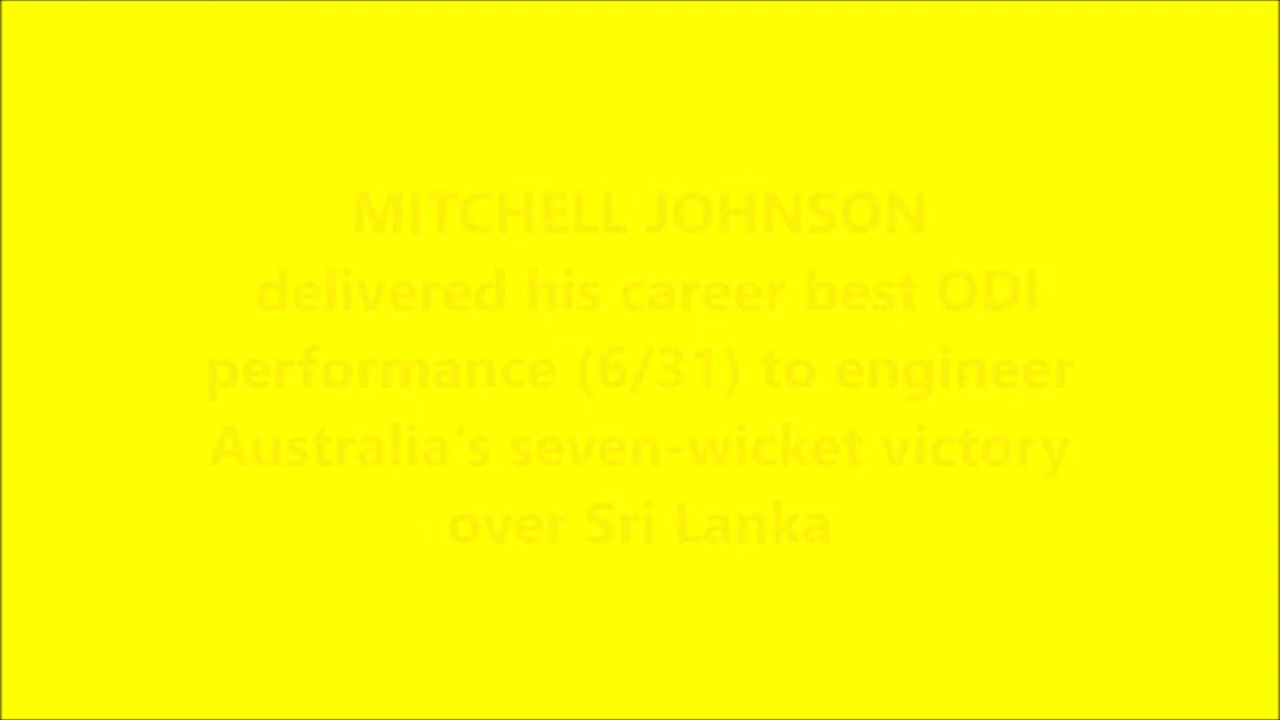 MITCHELL JOHNSON
delivered his career best ODI
performance (6/31) to engineer
Australia's seven-wicket victory
over Sri Lanka